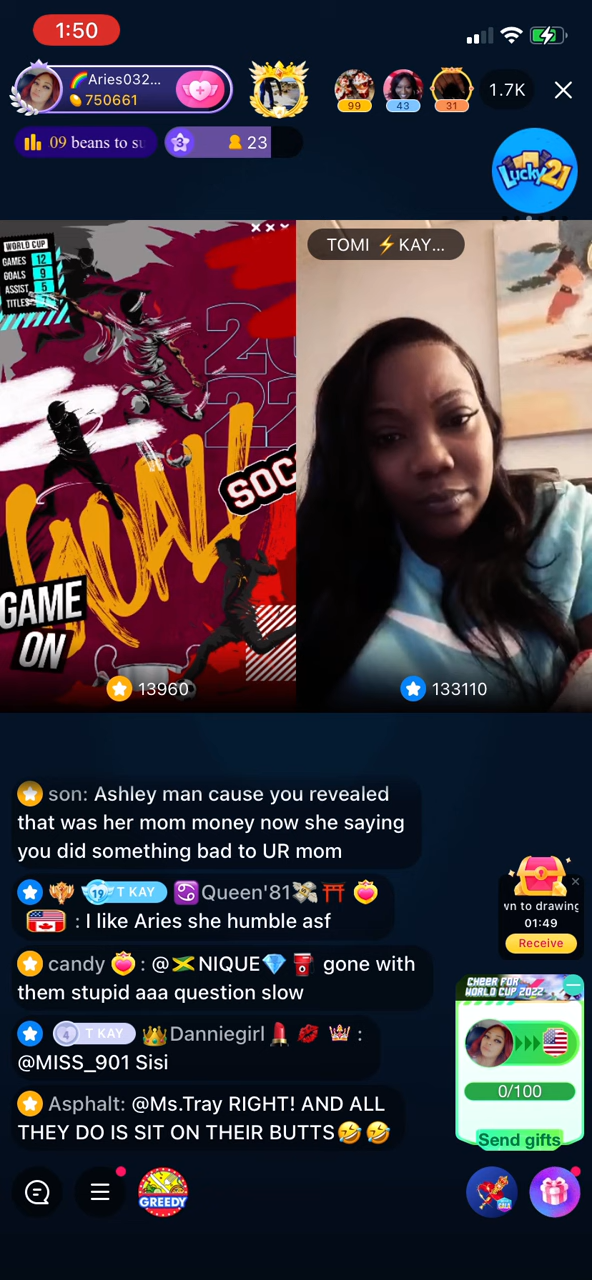 1:50
🌈Aries032...
750661
99
43
31
1.7K
09 beans to su
3
23
Lucky21
WORLD CUP
GAMES 12
GOALS 9
ASSIST 5
TITLES
2022
GOAL
SOC
GAME
ON
TOMI ⚡KAY...
13960
133110
son: Ashley man cause you revealed
that was her mom money now she saying
you did something bad to UR mom
19 T KAY ♋Queen'81💸⛩️
: I like Aries she humble asf
candy : @🇯🇲NIQUE💎 gone with
them stupid aaa question slow
4 T KAY 👑Danniegirl💄💋 :
@MISS_901 Sisi
Asphalt: @Ms.Tray RIGHT! AND ALL
THEY DO IS SIT ON THEIR BUTTS🤣🤣
vn to drawing
01:49
Receive
CHEER FOR
WORLD CUP 2022
0/100
Send gifts
GREEDY